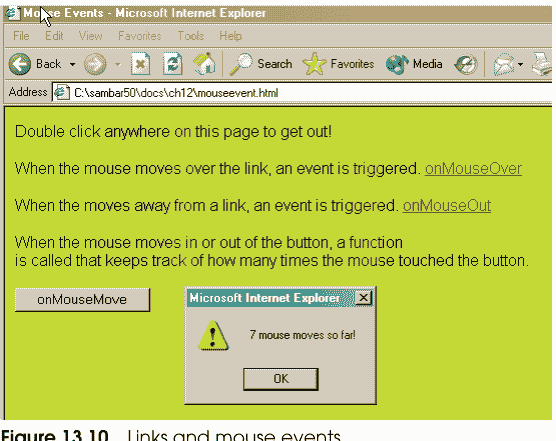 Mouse Events - Microsoft Internet Explorer
File Edit View Favorites Tools Help
Back Search Favorites Media
Address C:\sambar50\docs\ch12\mouseevent.html
Double click anywhere on this page to get out!
When the mouse moves over the link, an event is triggered. onMouseOver
When the moves away from a link, an event is triggered. onMouseOut
When the mouse moves in or out of the button, a function
is called that keeps track of how many times the mouse touched the button.
onMouseMove
Microsoft Internet Explorer
7 mouse moves so far!
OK
Figure 13.10 Links and mouse events.